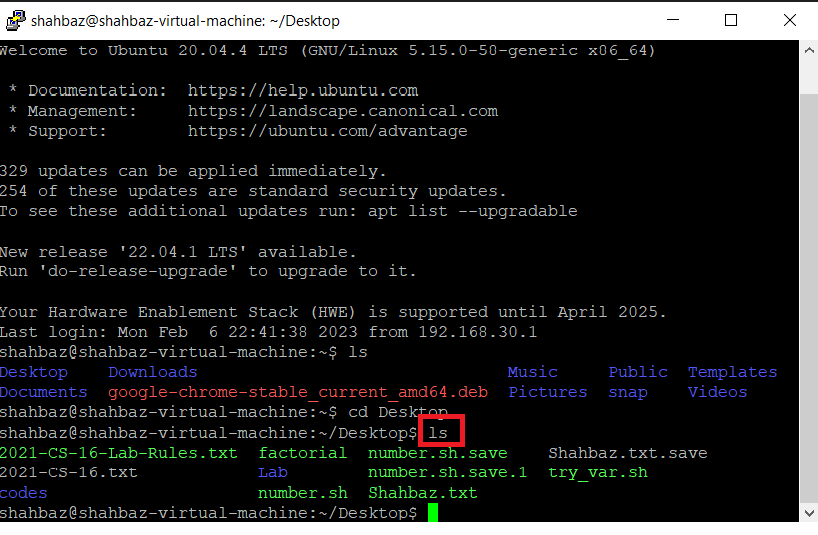 shahbaz@shahbaz-virtual-machine: ~/Desktop
Welcome to Ubuntu 20.04.4 LTS (GNU/Linux 5.15.0-50-generic x86_64)
* Documentation:  https://help.ubuntu.com
* Management:     https://landscape.canonical.com
* Support:        https://ubuntu.com/advantage
329 updates can be applied immediately.
254 of these updates are standard security updates.
To see these additional updates run: apt list --upgradable
New release '22.04.1 LTS' available.
Run 'do-release-upgrade' to upgrade to it.
Your Hardware Enablement Stack (HWE) is supported until April 2025.
Last login: Mon Feb  6 22:41:38 2023 from 192.168.30.1
shahbaz@shahbaz-virtual-machine:~$ ls
Desktop    Downloads                               Music     Public  Templates
Documents  google-chrome-stable_current_amd64.deb  Pictures  snap    Videos
shahbaz@shahbaz-virtual-machine:~$ cd Desktop
shahbaz@shahbaz-virtual-machine:~/Desktop$ ls
2021-CS-16-Lab-Rules.txt  factorial  number.sh.save    Shahbaz.txt.save
2021-CS-16.txt            Lab        number.sh.save.1  try_var.sh
codes                     number.sh  Shahbaz.txt
shahbaz@shahbaz-virtual-machine:~/Desktop$